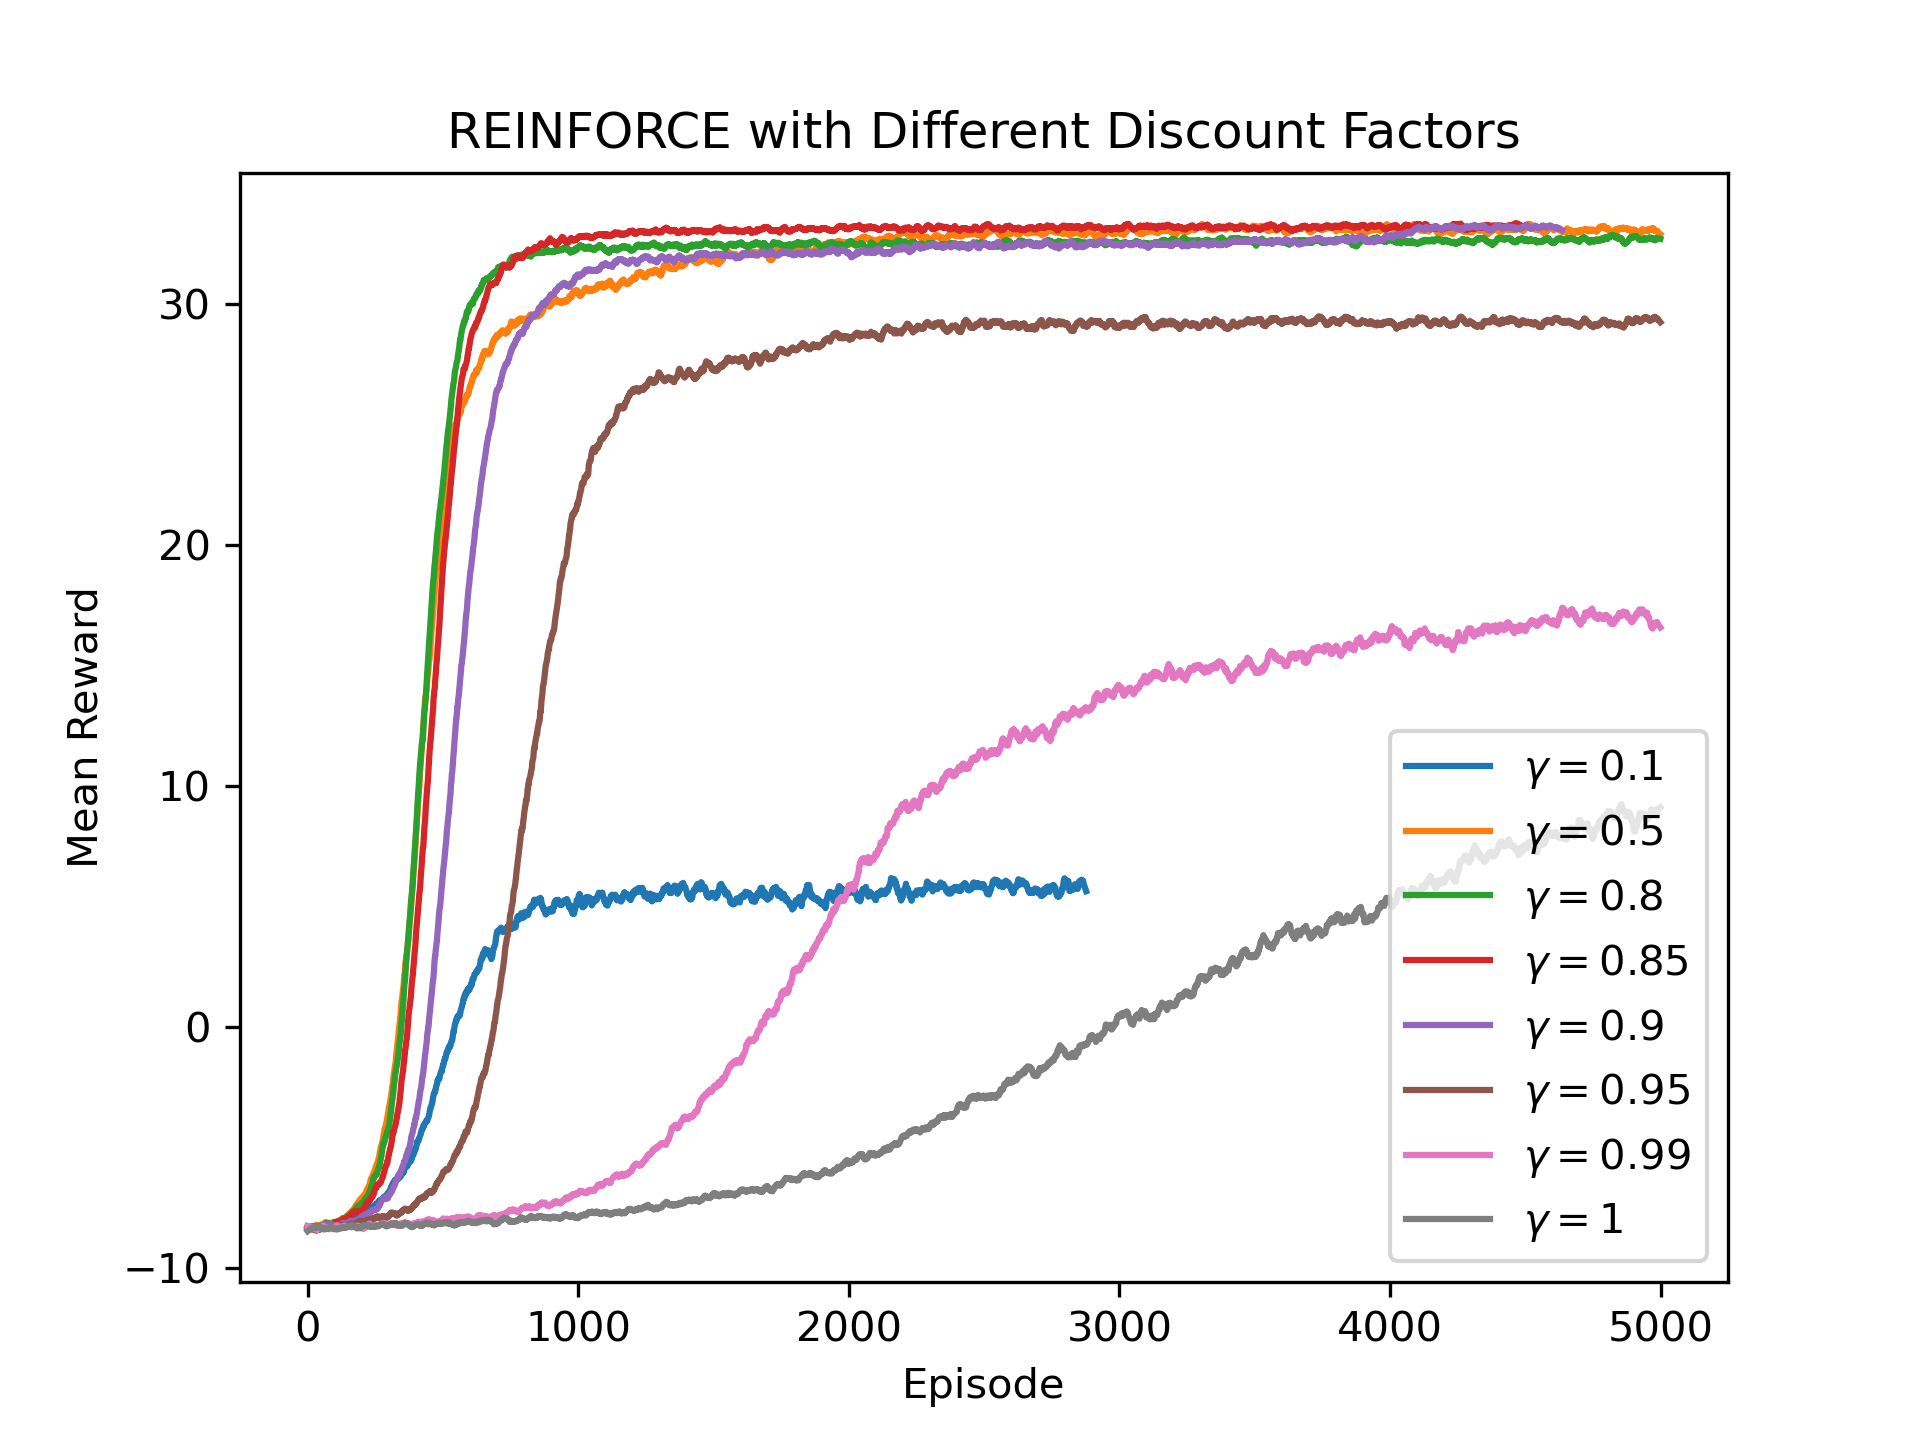 REINFORCE with Different Discount Factors
Mean Reward
30
20
10
0
−10
0 1000 2000 3000 4000 5000
Episode
γ = 0.1
γ = 0.5
γ = 0.8
γ = 0.85
γ = 0.9
γ = 0.95
γ = 0.99
γ = 1